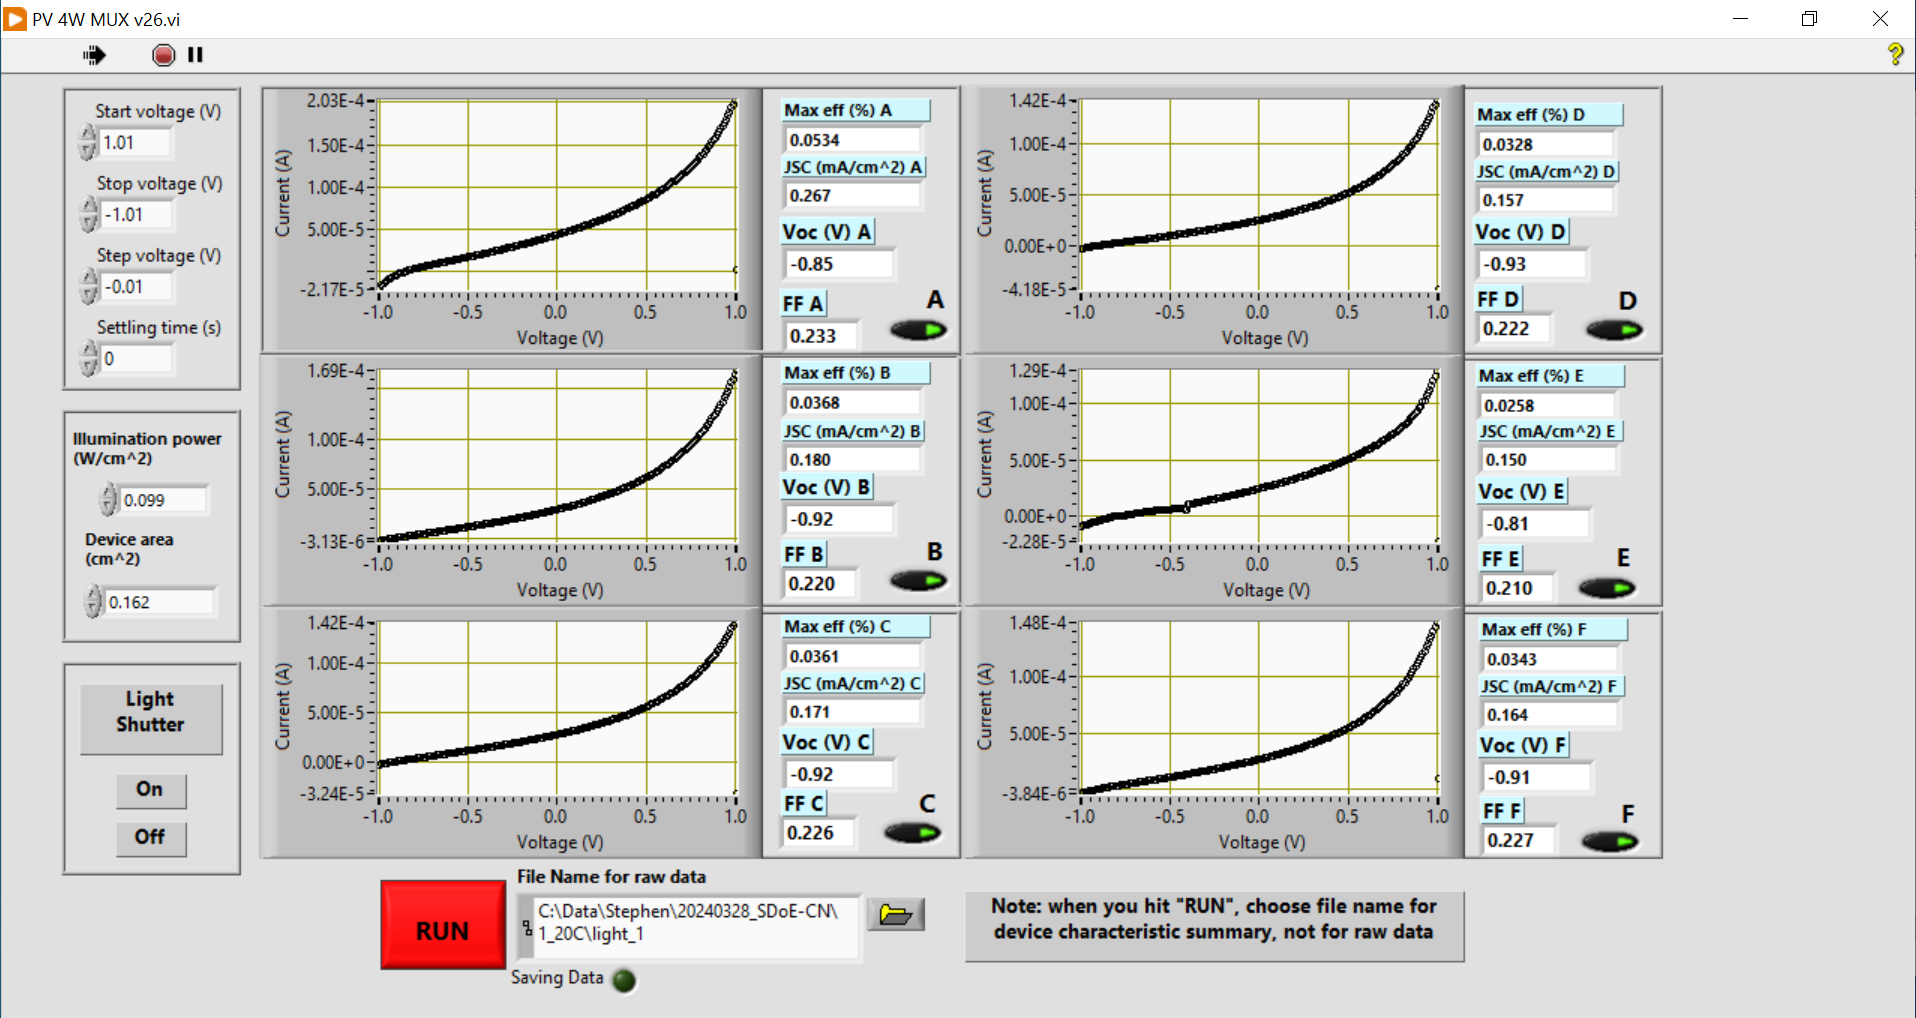 PV 4W MUX v26.vi
Start voltage (V)
1.01
Stop voltage (V)
-1.01
Step voltage (V)
-0.01
Settling time (s)
0
Illumination power
(W/cm^2)
0.099
Device area
(cm^2)
0.162
Light
Shutter
On
Off
Current (A)
2.03E-4
1.50E-4
1.00E-4
5.00E-5
-2.17E-5
-1.0 -0.5 0.0 0.5 1.0
Voltage (V)
Max eff (%) A
0.0534
JSC (mA/cm^2) A
0.267
Voc (V) A
-0.85
FF A
0.233
A
Current (A)
1.69E-4
1.00E-4
5.00E-5
-3.13E-6
-1.0 -0.5 0.0 0.5 1.0
Voltage (V)
Max eff (%) B
0.0368
JSC (mA/cm^2) B
0.180
Voc (V) B
-0.92
FF B
0.220
B
Current (A)
1.42E-4
1.00E-4
5.00E-5
0.00E+0
-3.24E-5
-1.0 -0.5 0.0 0.5 1.0
Voltage (V)
Max eff (%) C
0.0361
JSC (mA/cm^2) C
0.171
Voc (V) C
-0.92
FF C
0.226
C
Current (A)
1.42E-4
1.00E-4
5.00E-5
0.00E+0
-4.18E-5
-1.0 -0.5 0.0 0.5 1.0
Voltage (V)
Max eff (%) D
0.0328
JSC (mA/cm^2) D
0.157
Voc (V) D
-0.93
FF D
0.222
D
Current (A)
1.29E-4
1.00E-4
5.00E-5
0.00E+0
-2.28E-5
-1.0 -0.5 0.0 0.5 1.0
Voltage (V)
Max eff (%) E
0.0258
JSC (mA/cm^2) E
0.150
Voc (V) E
-0.81
FF E
0.210
E
Current (A)
1.48E-4
1.00E-4
5.00E-5
-3.84E-6
-1.0 -0.5 0.0 0.5 1.0
Voltage (V)
Max eff (%) F
0.0343
JSC (mA/cm^2) F
0.164
Voc (V) F
-0.91
FF F
0.227
F
RUN
File Name for raw data
C:\Data\Stephen\20240328_SDoE-CN\
1_20C\light_1
Saving Data
Note: when you hit "RUN", choose file name for
device characteristic summary, not for raw data